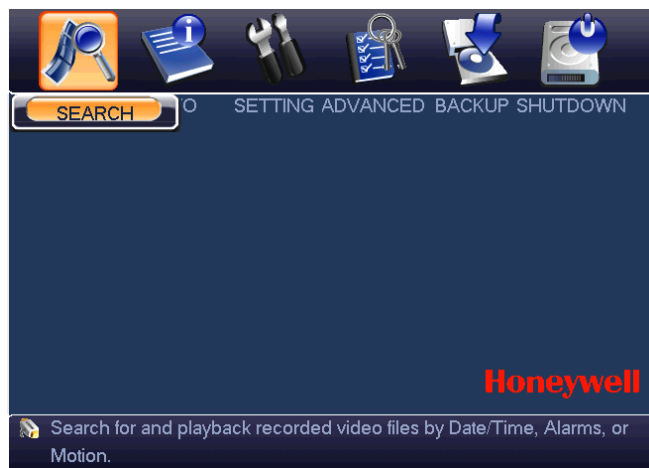 SEARCH TO SETTING ADVANCED BACKUP SHUTDOWN
Honeywell
Search for and playback recorded video files by Date/Time, Alarms, or
Motion.